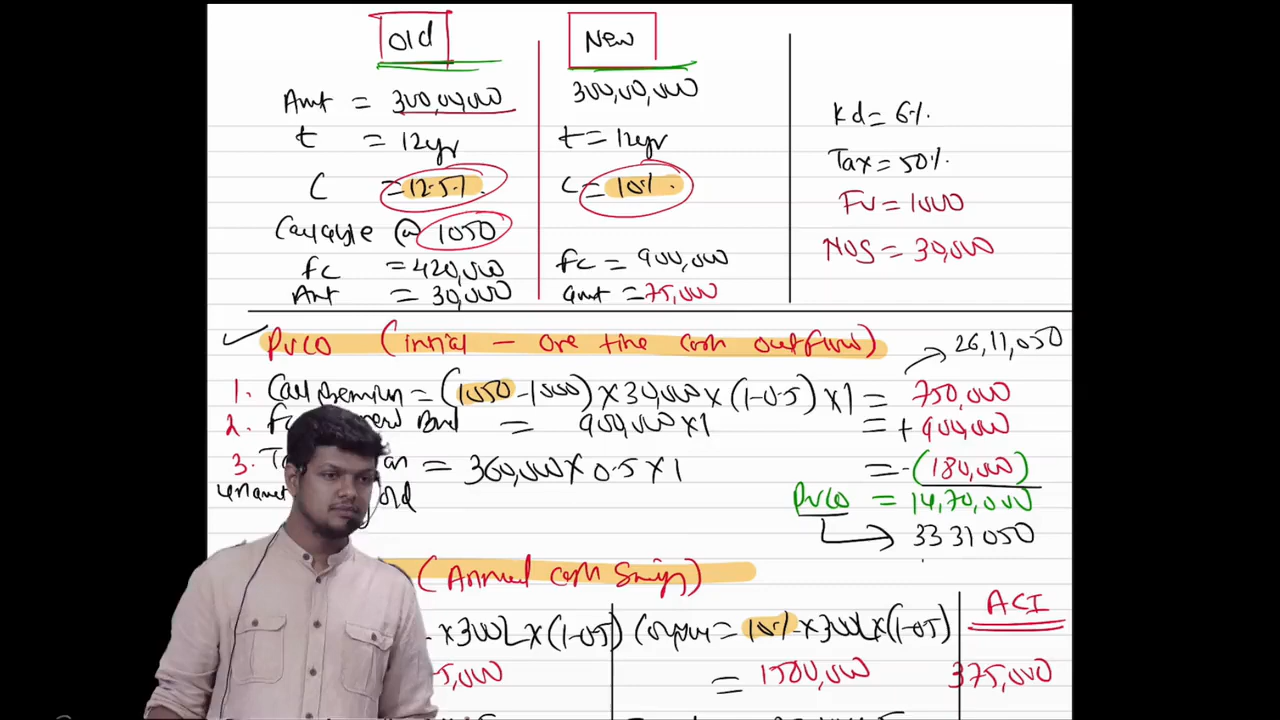 Old New
Amt = 300,00,000 300,00,000
t = 12yr t = 12yr
C = 12.5% C = 10%
Callable @ 1050
fc = 420,000 fc = 900,000
Amt = 30,000 Amt = 75,000
Kd = 6%
Tax = 50%
FV = 1000
NOS = 30,000
PVCO (initial – one time cash outflow)
26,11,050
1. Call premium = (1050 - 1000) × 30,000 × (1-0.5) × 1 = 750,000
2. Bond = 900,000 × 1 = + 900,000
3. = 360,000 × 0.5 × 1 = - (180,000)
old PVCO = 14,70,000
3331050
(Annual cash Savings)
ACI
× 300L × (1-0.5) Coupon = 10% × 300L × (1-0.5)
5,000 = 1500,000 375,000